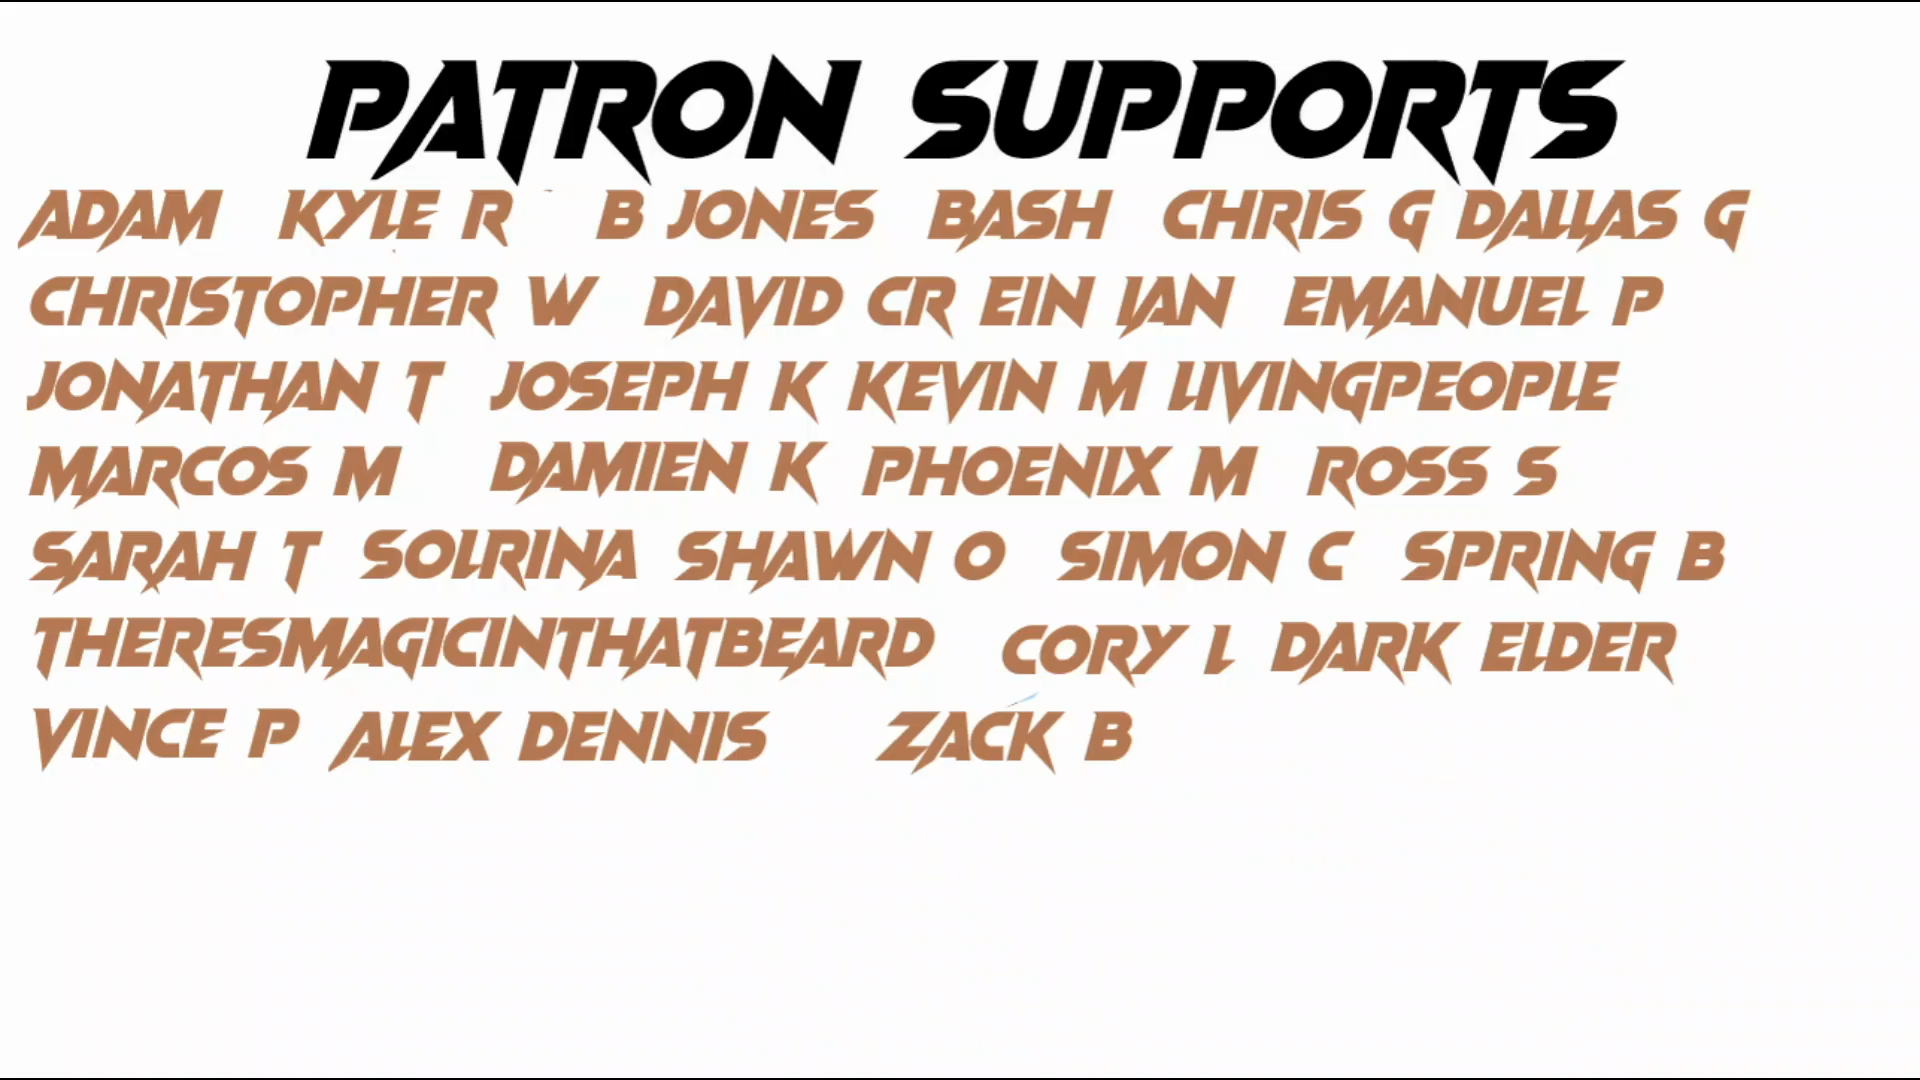 PATRON SUPPORTS
ADAM KYLE R B JONES BASH CHRIS G DALLAS G
CHRISTOPHER W DAVID CR EIN IAN EMANUEL P
JONATHAN T JOSEPH K KEVIN M LIVINGPEOPLE
MARCOS M DAMIEN K PHOENIX M ROSS S
SARAH T SOLRINA SHAWN O SIMON C SPRING B
THERESMAGICINTHATBEARD CORY L DARK ELDER
VINCE P ALEX DENNIS ZACK B